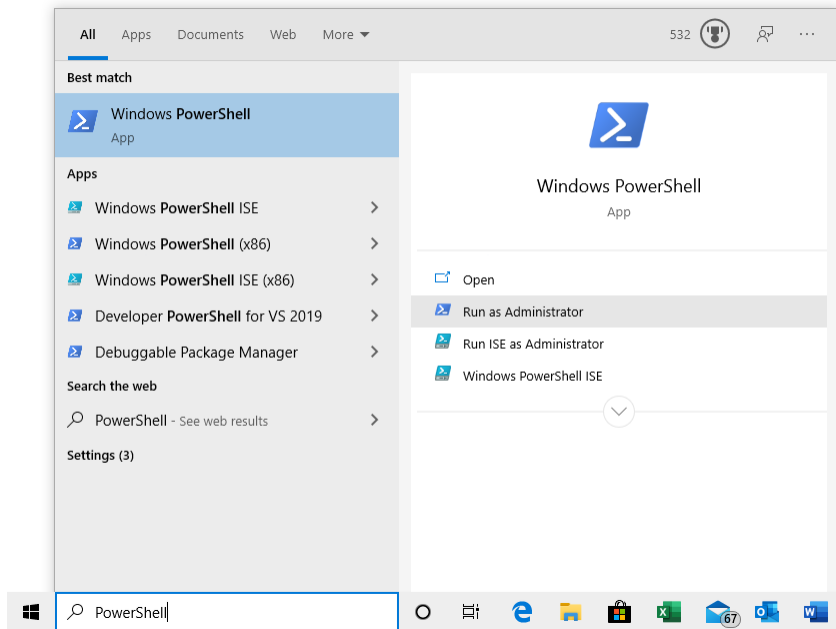 All Apps Documents Web More 532 ...
Best match
Windows PowerShell
App
Apps
Windows PowerShell ISE
Windows PowerShell (x86)
Windows PowerShell ISE (x86)
Developer PowerShell for VS 2019
Debuggable Package Manager
Search the web
PowerShell - See web results
Settings (3)
Windows PowerShell
App
Open
Run as Administrator
Run ISE as Administrator
Windows PowerShell ISE
PowerShell
67